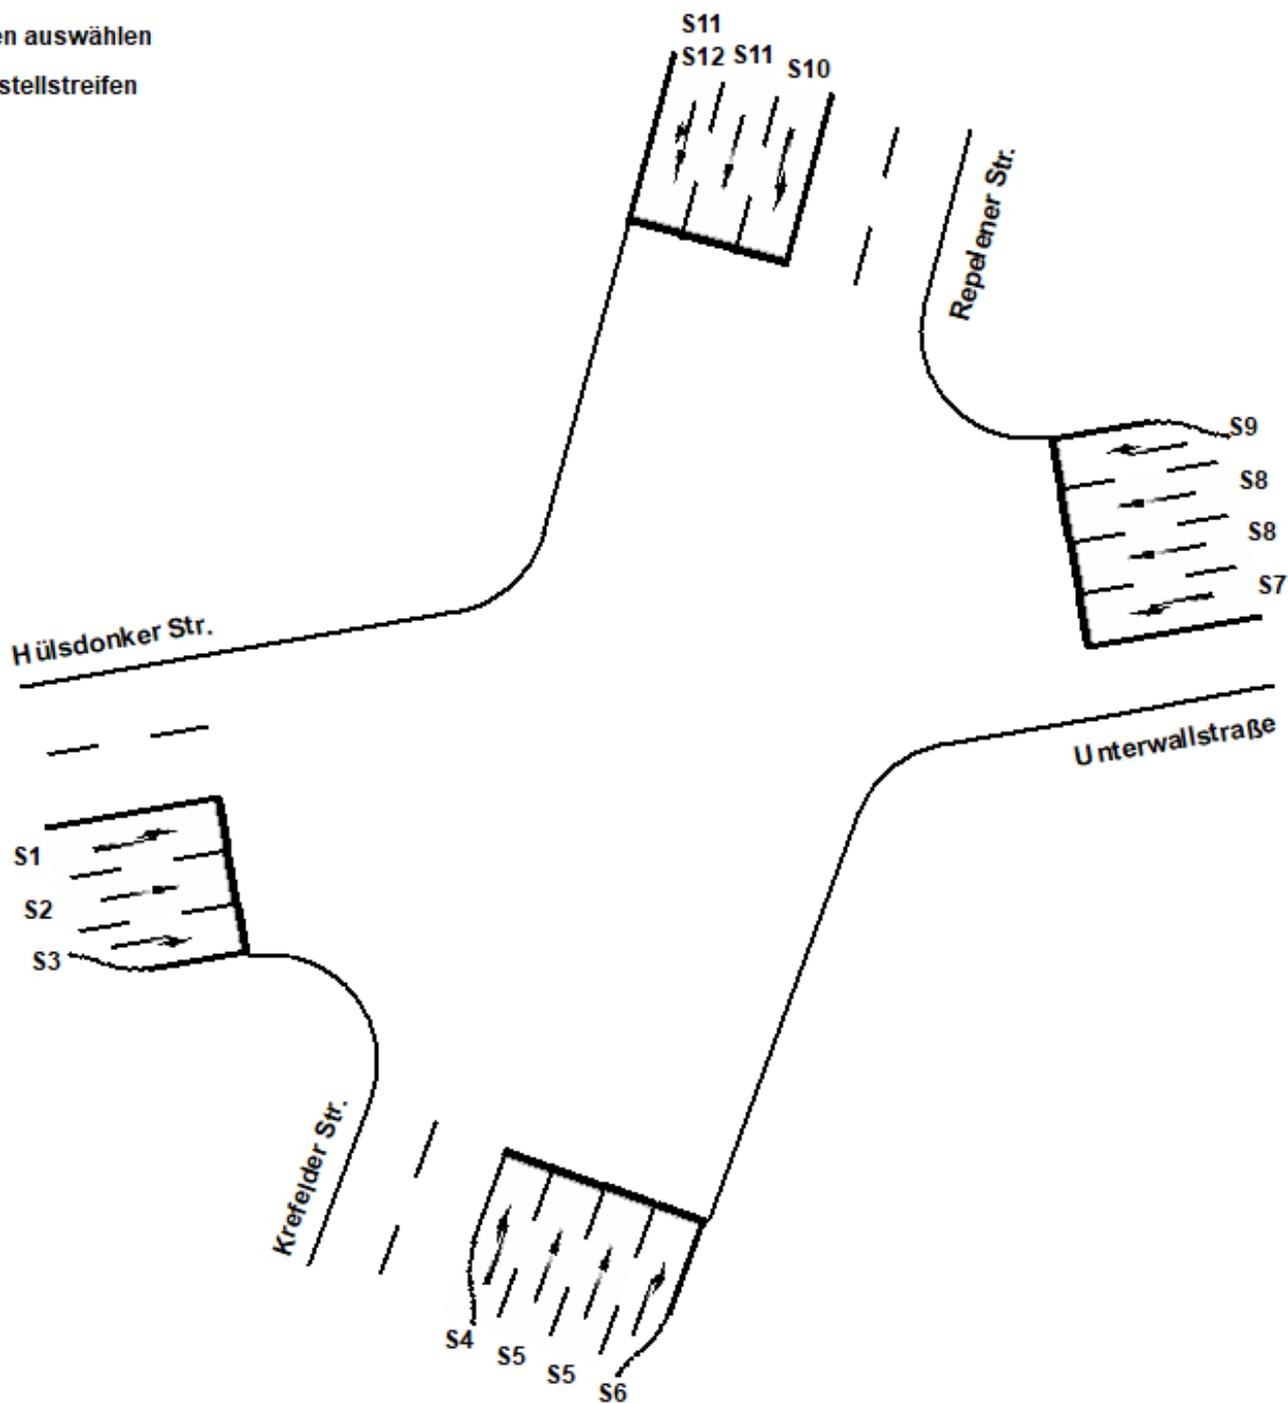 en auswählen
stellstreifen
S11
S12 S11 S10
Repelener Str.
S9
S8
S8
S7
Hülsdonker Str.
Unterwallstraße
S1
S2
S3
Krefelder Str.
S4
S5
S5
S6